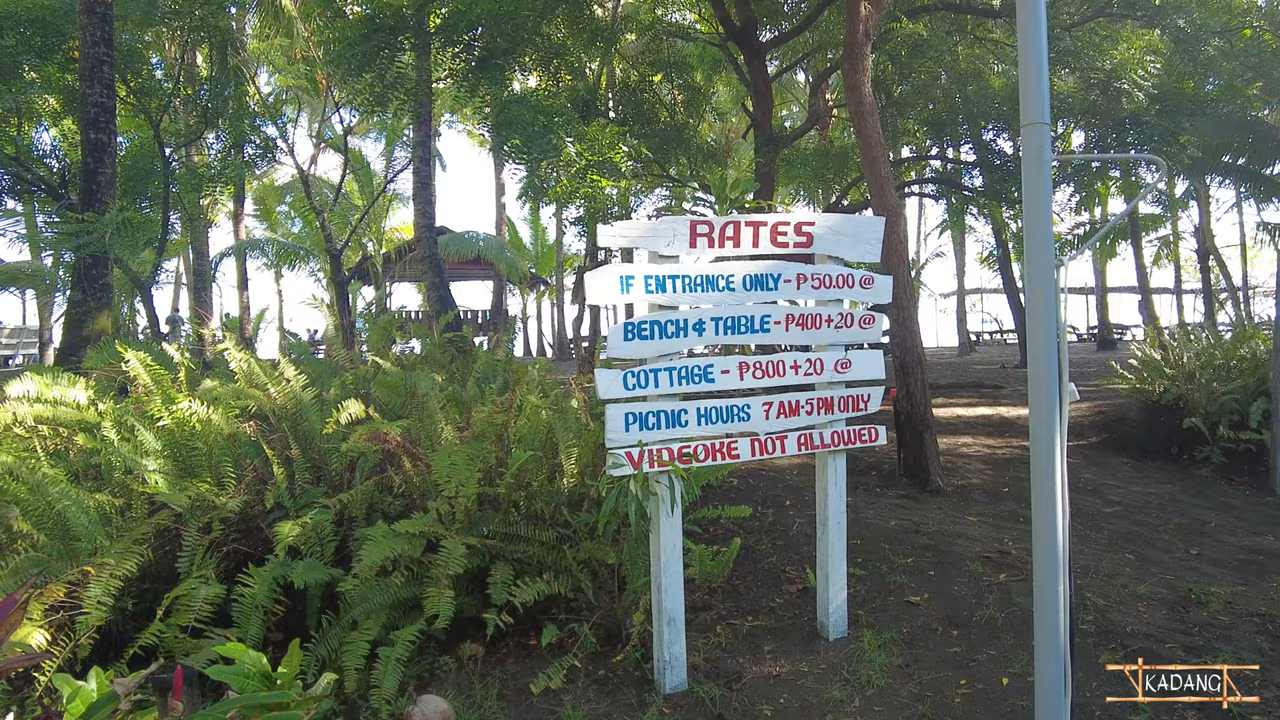 RATES
IF ENTRANCE ONLY - ₱50.00 @
BENCH & TABLE - ₱400+20 @
COTTAGE - ₱800+20 @
PICNIC HOURS 7AM-5PM ONLY
VIDEOKE NOT ALLOWED
KADANG